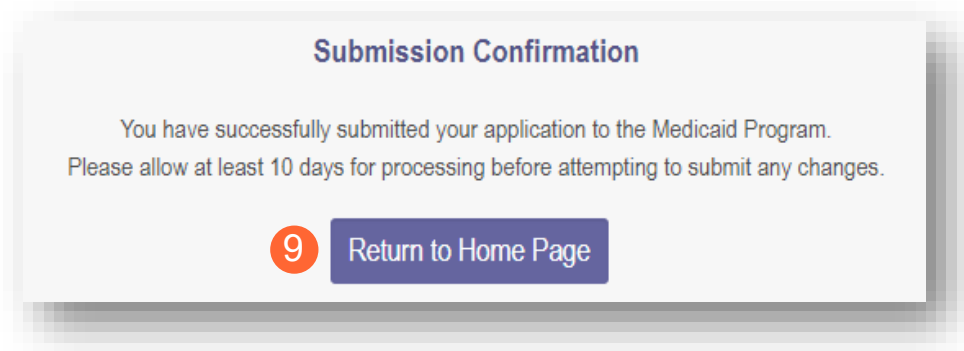 Submission Confirmation
You have successfully submitted your application to the Medicaid Program.
Please allow at least 10 days for processing before attempting to submit any changes.
9 Return to Home Page